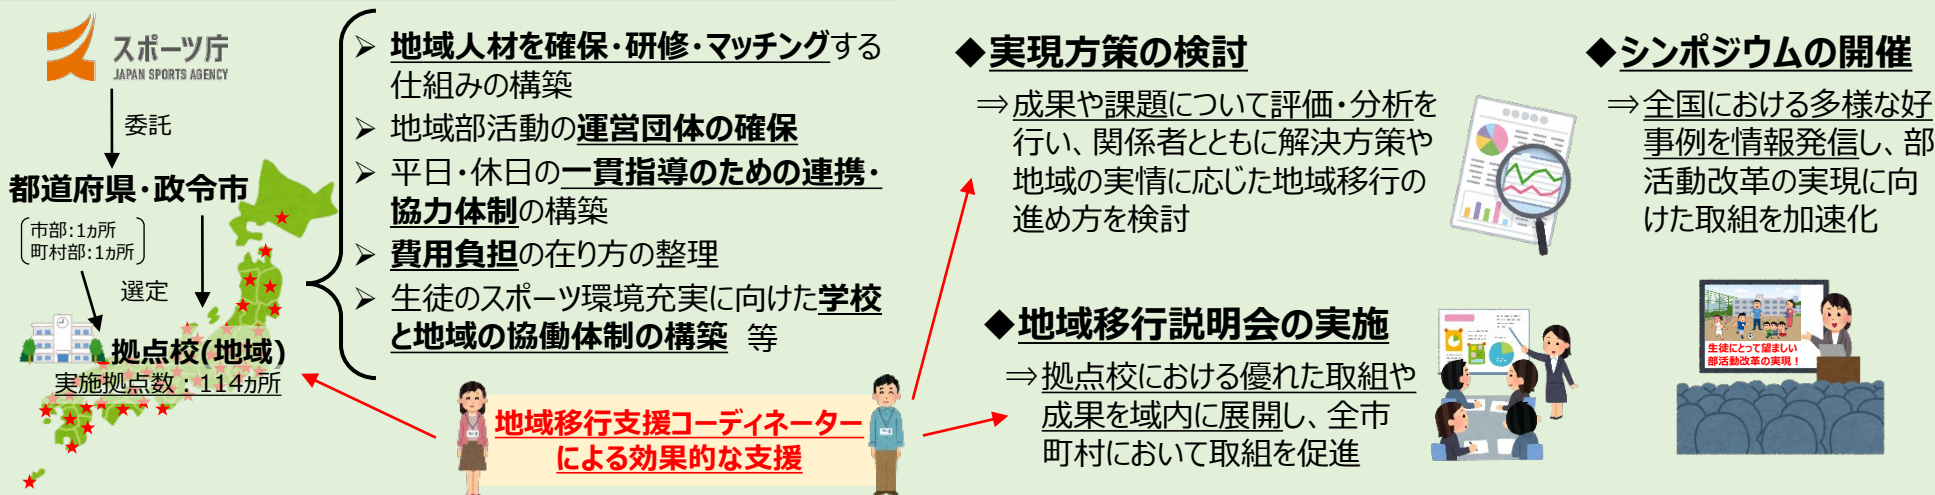 スポーツ庁
JAPAN SPORTS AGENCY
委託
都道府県・政令市
市部:1ヵ所
町村部:1ヵ所
選定
拠点校(地域)
実施拠点数：114ヵ所
➢ 地域人材を確保・研修・マッチングする
仕組みの構築
➢ 地域部活動の運営団体の確保
➢ 平日・休日の一貫指導のための連携・
協力体制の構築
➢ 費用負担の在り方の整理
➢ 生徒のスポーツ環境充実に向けた学校
と地域の協働体制の構築 等
地域移行支援コーディネーター
による効果的な支援
◆実現方策の検討
⇒成果や課題について評価・分析を
行い、関係者とともに解決方策や
地域の実情に応じた地域移行の
進め方を検討
◆地域移行説明会の実施
⇒拠点校における優れた取組や
成果を域内に展開し、全市
町村において取組を促進
◆シンポジウムの開催
⇒全国における多様な好
事例を情報発信し、部
活動改革の実現に向
けた取組を加速化
生徒にとって望ましい
部活動改革の実現！